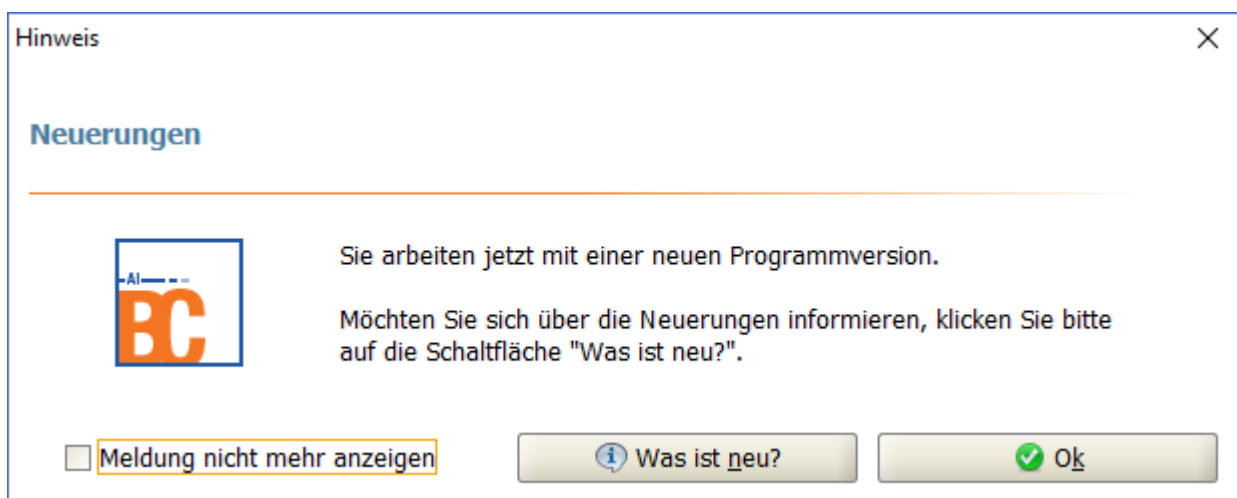 Hinweis
Neuerungen
Sie arbeiten jetzt mit einer neuen Programmversion.
AI
BC
Möchten Sie sich über die Neuerungen informieren, klicken Sie bitte
auf die Schaltfläche "Was ist neu?".
Meldung nicht mehr anzeigen
Was ist neu?
Ok